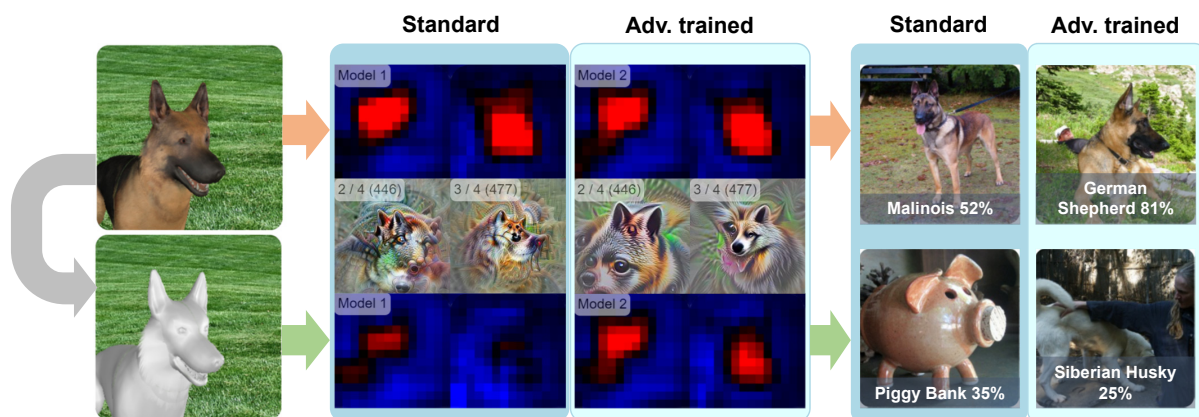 Standard
Adv. trained
Standard
Adv. trained
Model 1
Model 2
2 / 4 (446)
3 / 4 (477)
2 / 4 (446)
3 / 4 (477)
Model 1
Model 2
Malinois 52%
German
Shepherd 81%
Piggy Bank 35%
Siberian Husky
25%